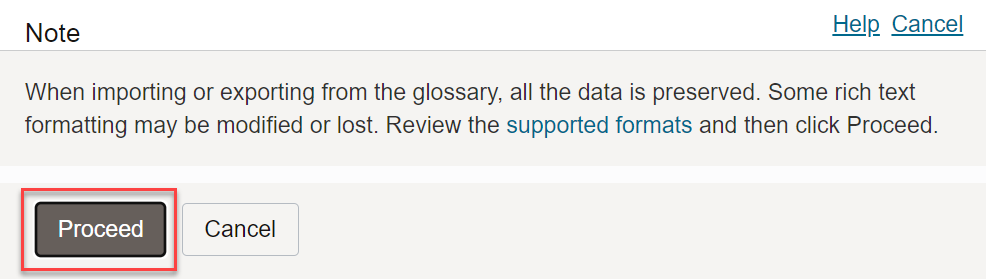 Note
Help Cancel
When importing or exporting from the glossary, all the data is preserved. Some rich text
formatting may be modified or lost. Review the supported formats and then click Proceed.
Proceed Cancel